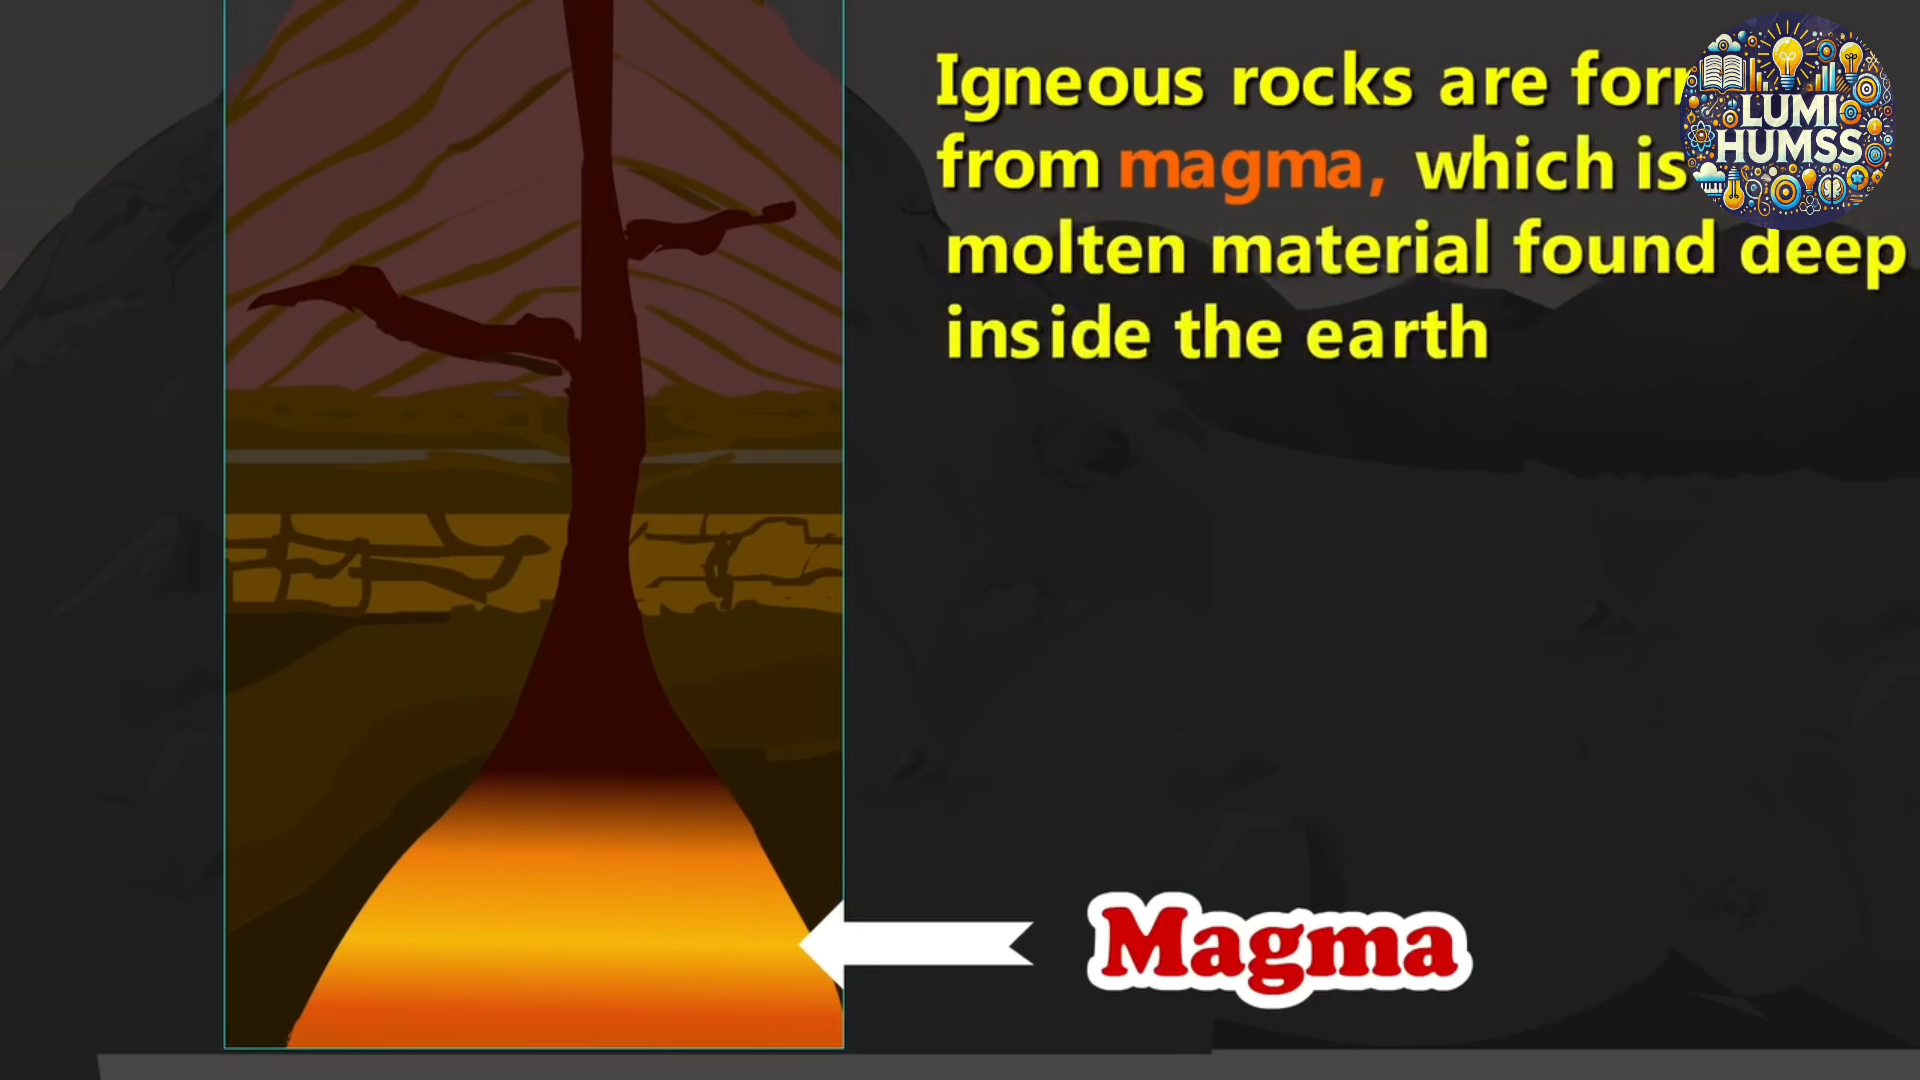 Igneous rocks are for
from magma, which is
molten material found deep
inside the earth
LUMI
HUMSS
Magma